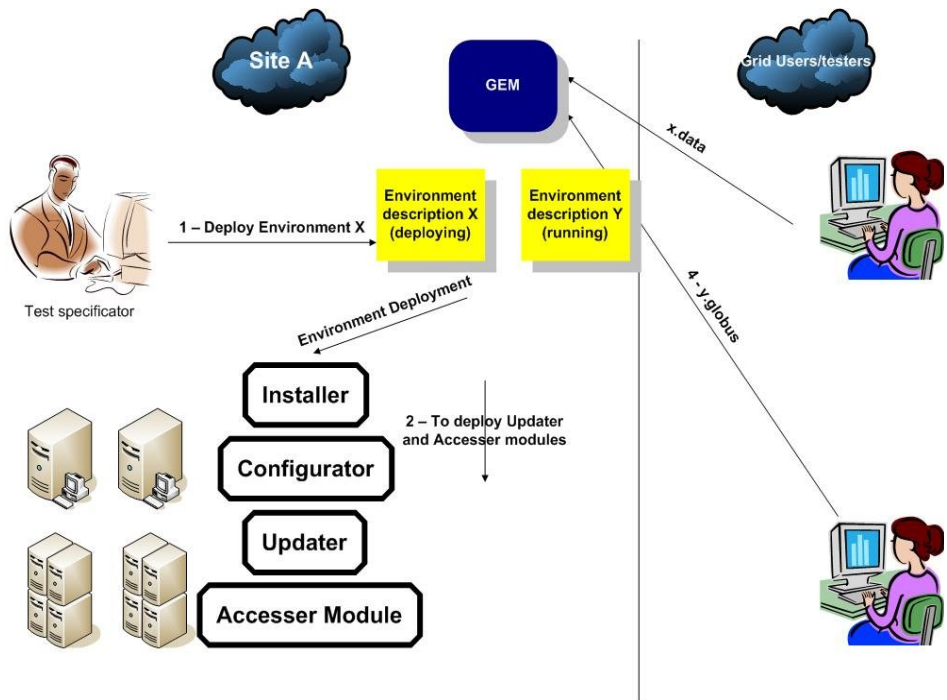 Site A
GEM
Grid Users/testers
x.data
Environment
description X
(deploying)
Environment
description Y
(running)
1 – Deploy Environment X
Test specificator
Environment Deployment
4 - y.globus
Installer
2 – To deploy Updater
and Accesser modules
Configurator
Updater
Accesser Module